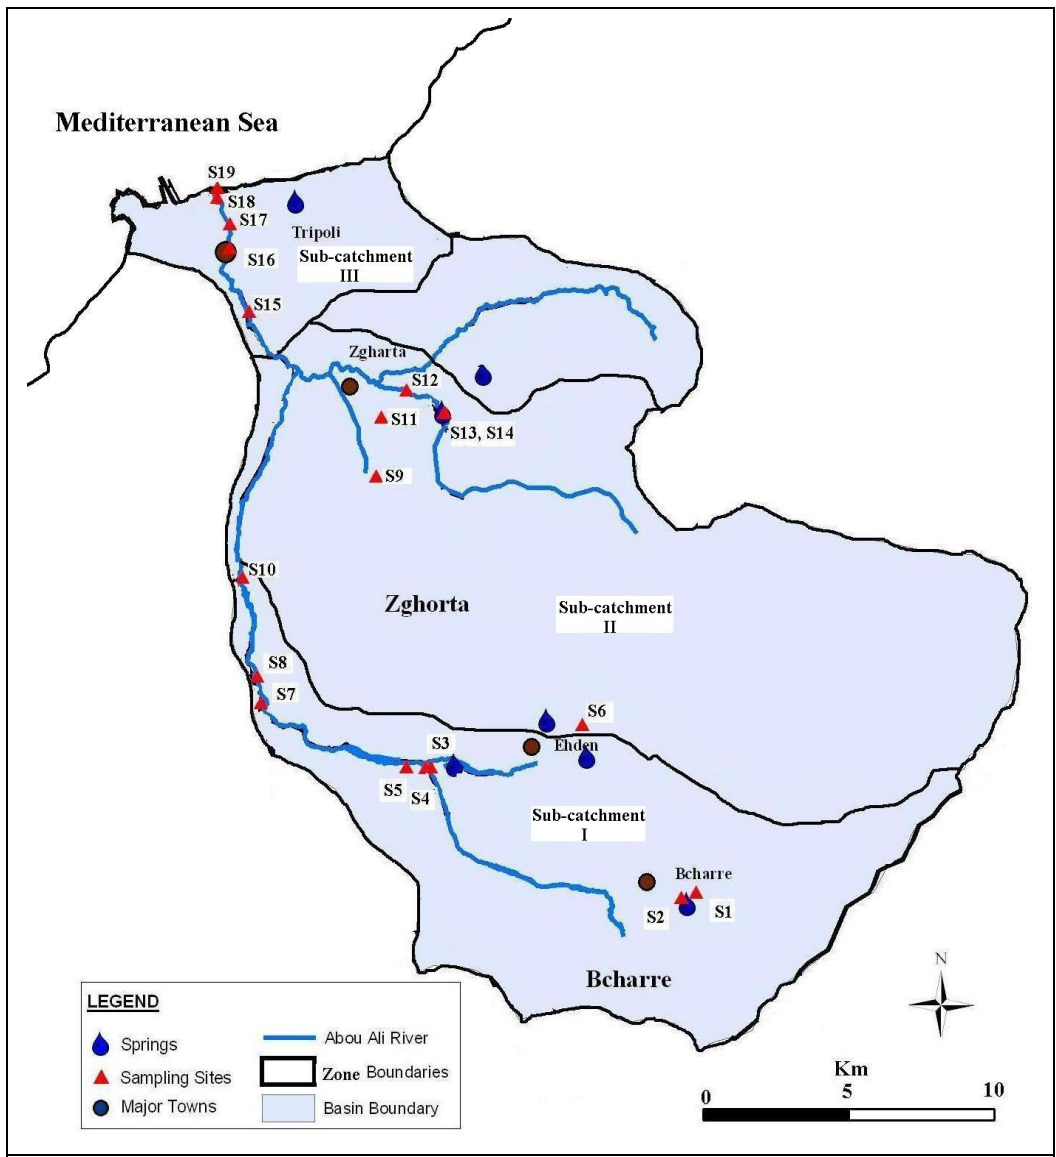 Mediterranean Sea
S19
S18
S17
Tripoli
S16
Sub-catchment
III
S15
Zgharta
S12
S11
S13, S14
S9
S10
Zghorta
Sub-catchment
II
S8
S7
S6
S3
Ehden
S5
S4
Sub-catchment
I
Bcharre
S2
S1
Bcharre
N
LEGEND
Springs
Abou Ali River
Sampling Sites
Zone Boundaries
Major Towns
Basin Boundary
Km
0
5
10